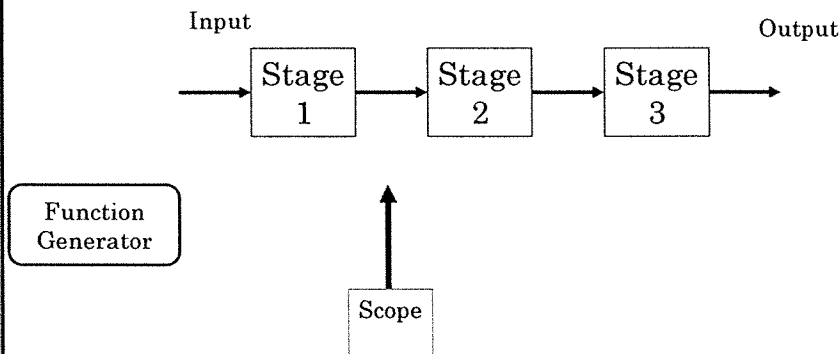 Input
Output
Stage
1
Stage
2
Stage
3
Function
Generator
Scope